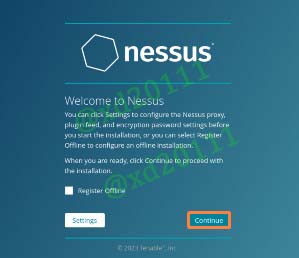 nessus
Welcome to Nessus
You can click Settings to configure the Nessus proxy,
plugin feed, and encryption password settings before
you start the installation, or you can select Register
Offline to configure an offline installation.
When you are ready, click Continue to proceed with
the installation.
Register Offline
Settings
Continue
© 2023 Tenable™, Inc.
@xd20111
@xd20111